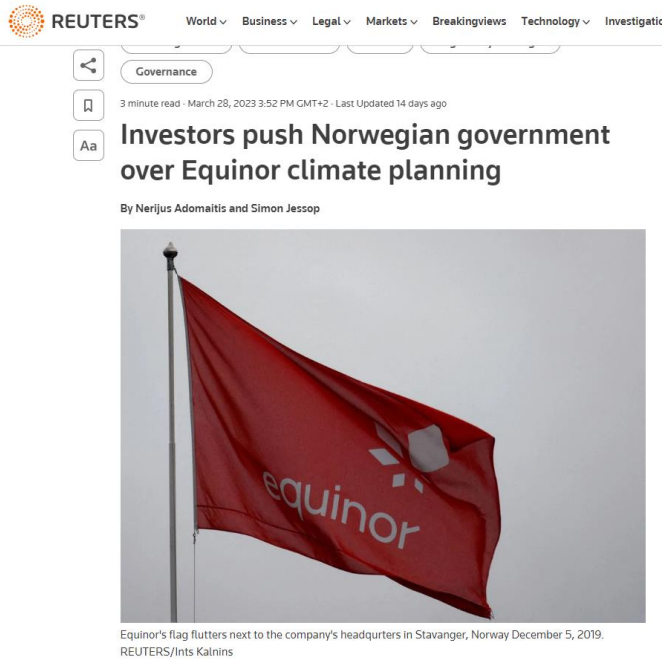 REUTERS®
World Business Legal Markets Breakingviews Technology Investigatio
Governance
3 minute read · March 28, 2023 3:52 PM GMT+2 · Last Updated 14 days ago
Aa
Investors push Norwegian government
over Equinor climate planning
By Nerijus Adomaitis and Simon Jessop
equinor
Equinor's flag flutters next to the company's headqurters in Stavanger, Norway December 5, 2019.
REUTERS/Ints Kalnins